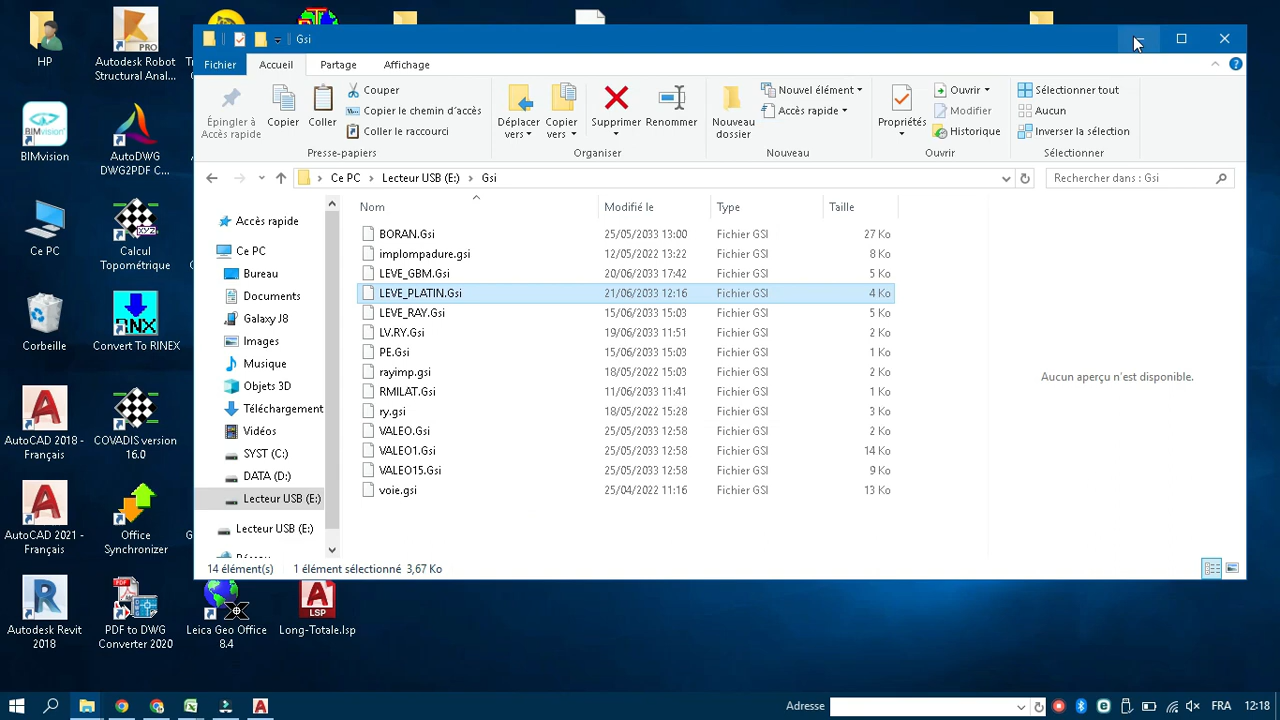 HP
Autodesk Robot
Structural Anal...
PRO
Gsi
Fichier
Accueil
Partage
Affichage
Épingler à
Accès rapide
Copier
Coller
Couper
Copier le chemin d'accès
Coller le raccourci
Presse-papiers
Déplacer
vers
Copier
vers
Supprimer
Renommer
Organiser
Nouveau
dossier
Nouvel élément
Accès rapide
Nouveau
Propriétés
Ouvrir
Modifier
Historique
Ouvrir
Sélectionner tout
Aucun
Inverser la sélection
Sélectionner
Ce PC
Lecteur USB (E:)
Gsi
Rechercher dans : Gsi
Nom
Modifié le
Type
Taille
BORAN.Gsi 25/05/2033 13:00 Fichier GSI 27 Ko
implompadure.gsi 12/05/2022 13:22 Fichier GSI 8 Ko
LEVE_GBM.Gsi 20/06/2033 17:42 Fichier GSI 5 Ko
LEVE_PLATIN.Gsi 21/06/2033 12:16 Fichier GSI 4 Ko
LEVE_RAY.Gsi 15/06/2033 15:03 Fichier GSI 5 Ko
LV.RY.Gsi 19/06/2033 11:51 Fichier GSI 2 Ko
PE.Gsi 15/06/2033 15:03 Fichier GSI 1 Ko
rayimp.gsi 18/05/2022 15:03 Fichier GSI 2 Ko
RMILAT.Gsi 11/06/2033 11:41 Fichier GSI 1 Ko
ry.gsi 18/05/2022 15:28 Fichier GSI 3 Ko
VALEO.Gsi 25/05/2033 12:58 Fichier GSI 2 Ko
VALEO1.Gsi 25/05/2033 12:58 Fichier GSI 14 Ko
VALEO15.Gsi 25/05/2033 12:58 Fichier GSI 9 Ko
voie.gsi 25/04/2022 11:16 Fichier GSI 13 Ko
Aucun aperçu n'est disponible.
Accès rapide
Ce PC
Bureau
Documents
Galaxy J8
Images
Musique
Objets 3D
Téléchargement
Vidéos
SYST (C:)
DATA (D:)
Lecteur USB (E:)
Lecteur USB (E:)
14 élément(s)
1 élément sélectionné 3,67 Ko
BIMvision
BIMvision
AutoDWG
DWG2PDF C...
Ce PC
XYZ
Calcul
Topométrique
Corbeille
RNX
Convert To RINEX
AutoCAD 2018 -
Français
COVADIS version
16.0
AutoCAD 2021 -
Français
Office
Synchronizer
Autodesk Revit
2018
PDF
PDF to DWG
Converter 2020
Leica Geo Office
8.4
LSP
Long-Totale.lsp
Adresse
FRA
12:18